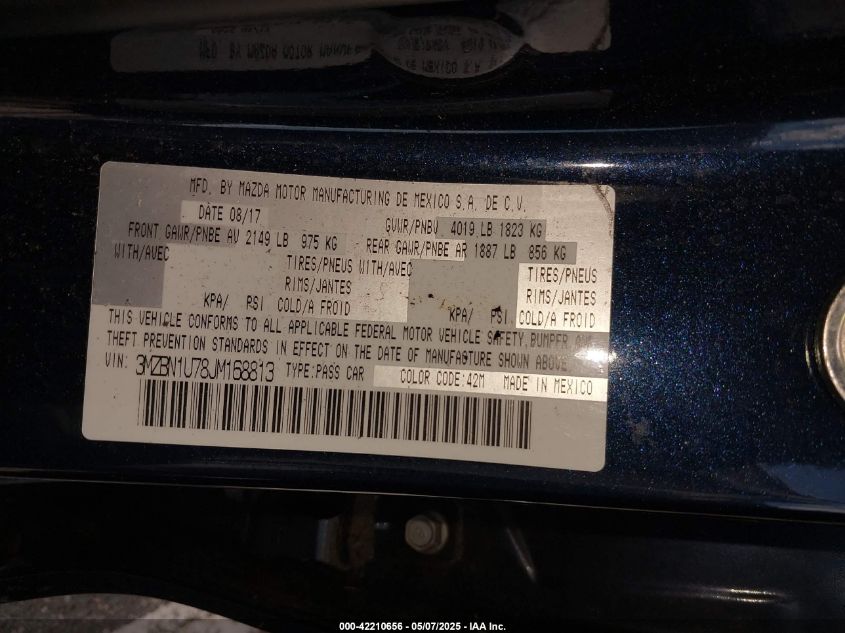 MFD. BY MAZDA MOTOR MANUFACTURING DE MEXICO S.A. DE C.V.
DATE 08/17 GVWR/PNBV 4019 LB 1823 KG
FRONT GAWR/PNBE AV 2149 LB 975 KG REAR GAWR/PNBE AR 1887 LB 856 KG
WITH/AVEC TIRES/PNEUS WITH/AVEC TIRES/PNEUS
RIMS/JANTES RIMS/JANTES
KPA/ PSI COLD/A FROID KPA/ PSI COLD/A FROID
THIS VEHICLE CONFORMS TO ALL APPLICABLE FEDERAL MOTOR VEHICLE SAFETY, BUMPER, AND
THEFT PREVENTION STANDARDS IN EFFECT ON THE DATE OF MANUFACTURE SHOWN ABOVE.
VIN: 3MZBN1U78JM168813 TYPE:PASS CAR COLOR CODE:42M MADE IN MEXICO
000-42210656 - 05/07/2025 - IAA Inc.